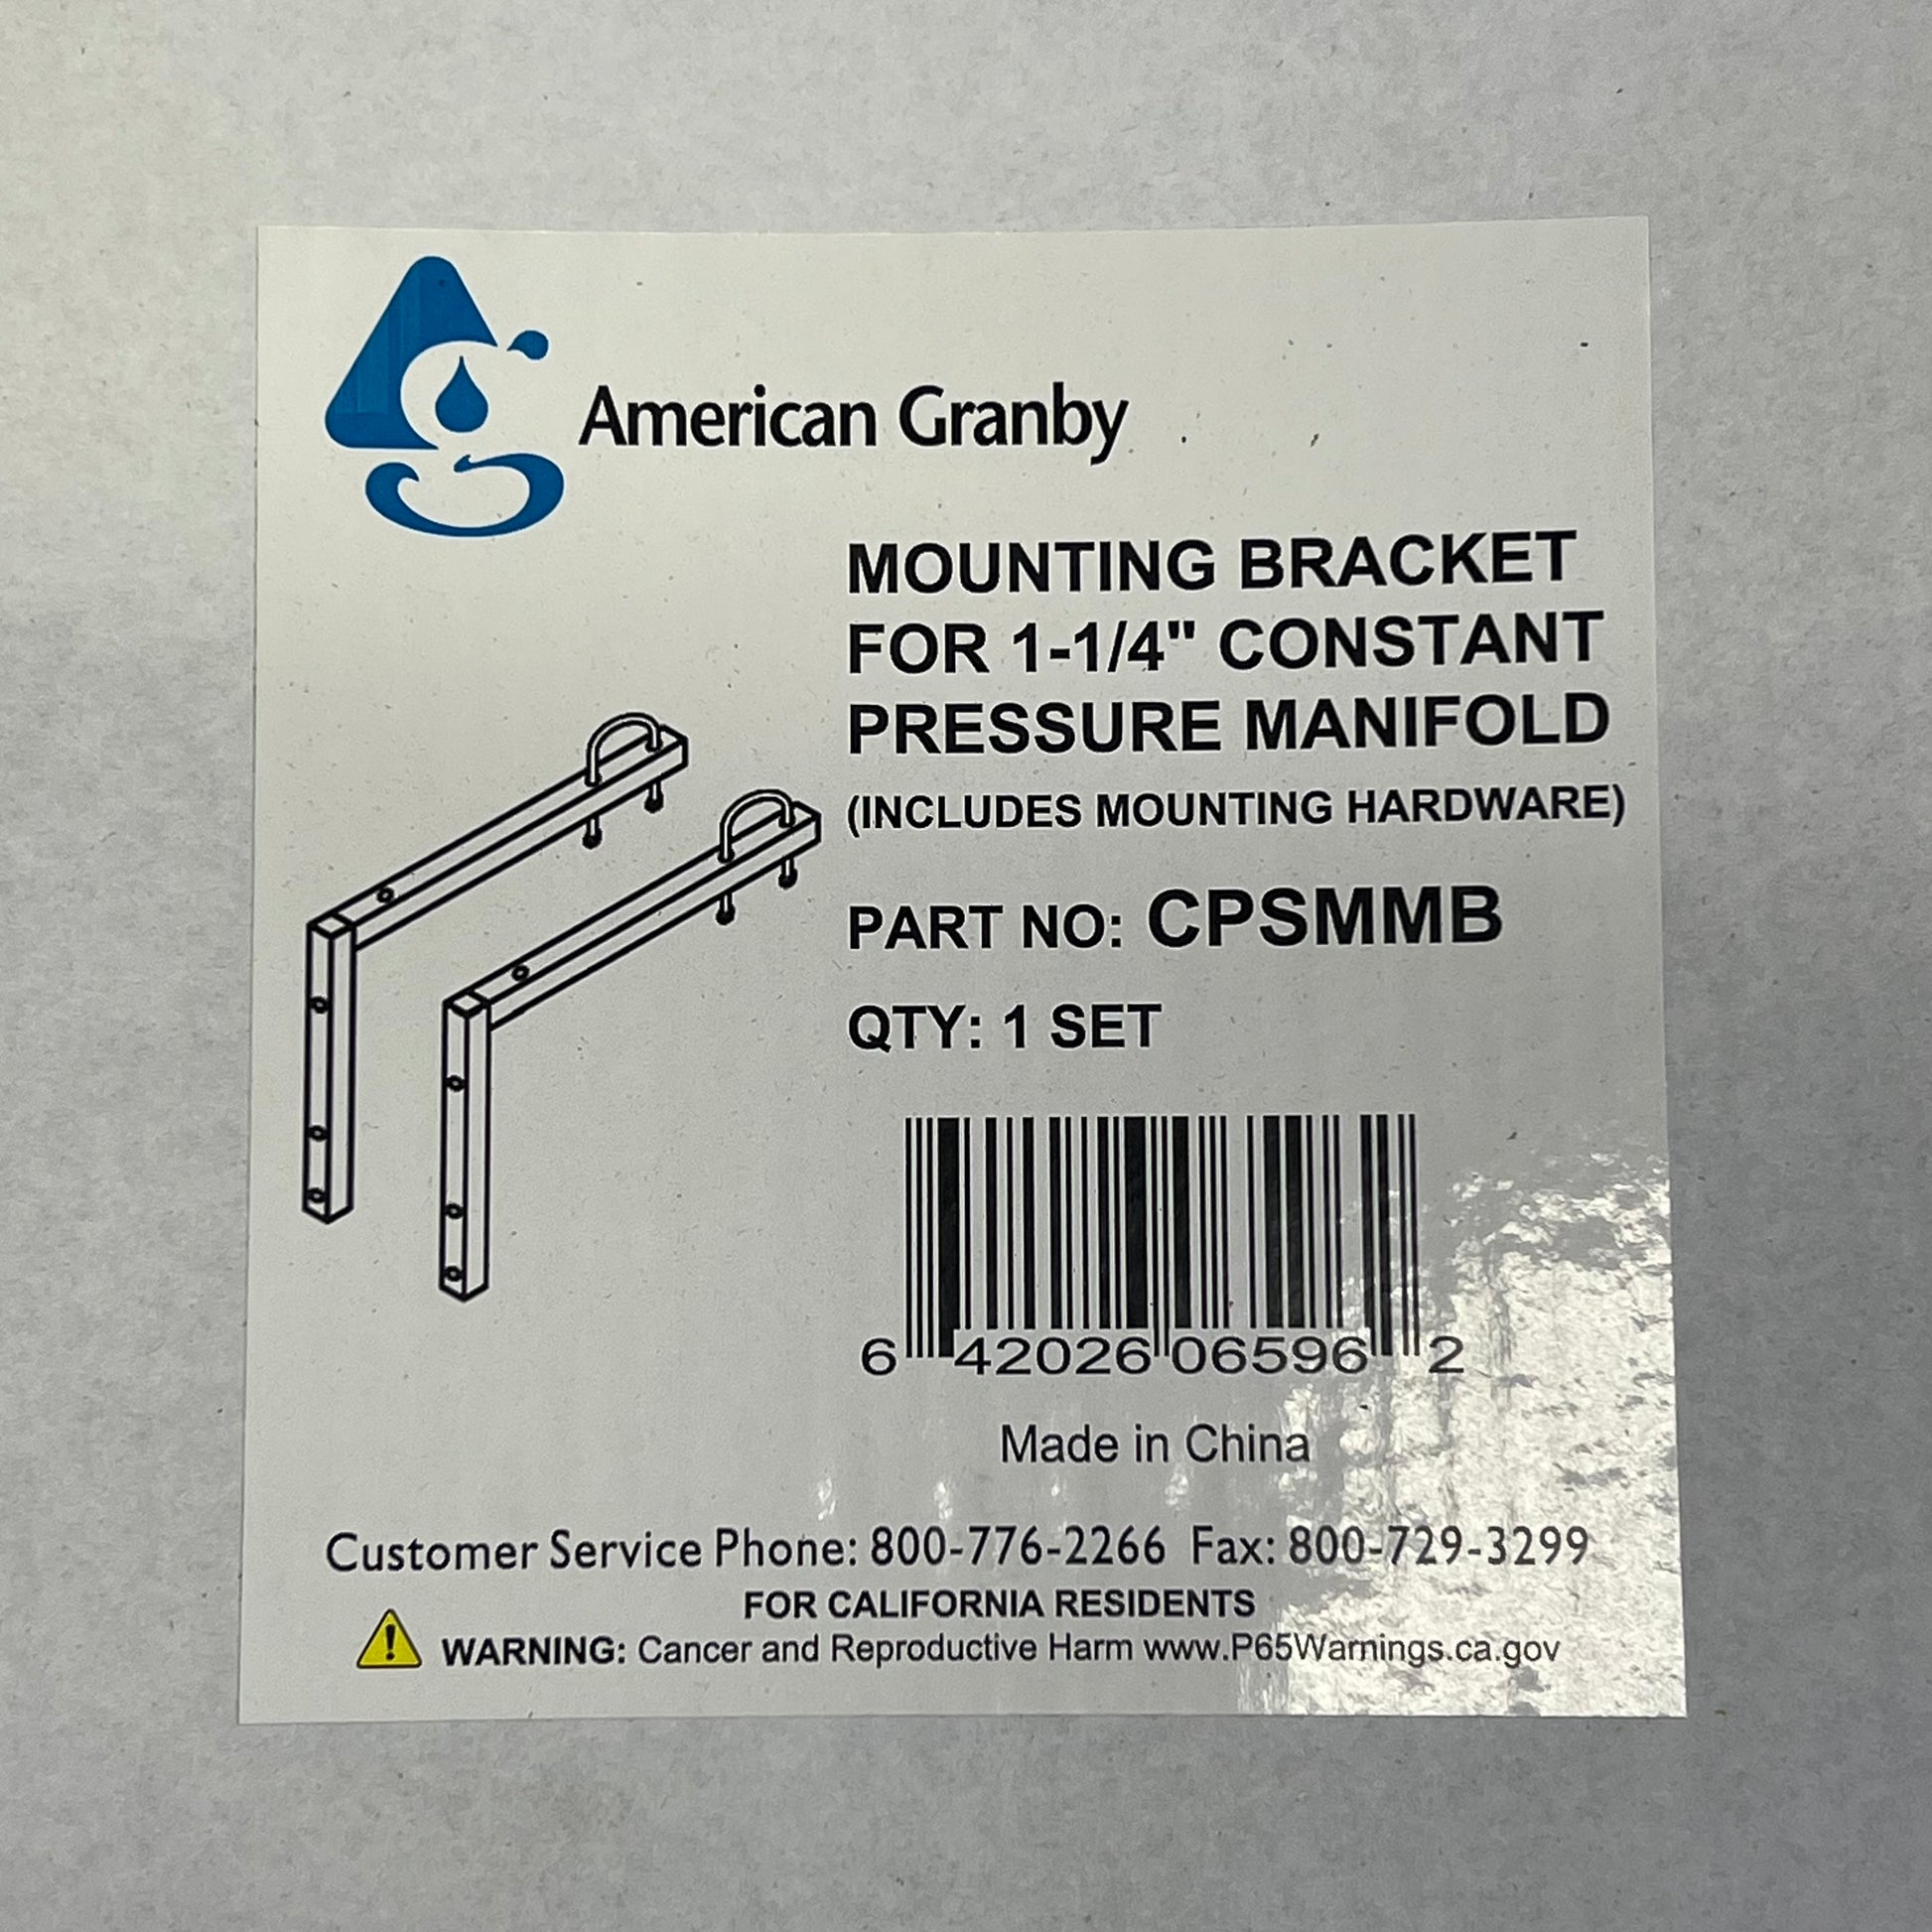 American Granby
MOUNTING BRACKET
FOR 1-1/4" CONSTANT
PRESSURE MANIFOLD
(INCLUDES MOUNTING HARDWARE)
PART NO: CPSMMB
QTY: 1 SET
6 42026 06596 2
Made in China
Customer Service Phone: 800-776-2266 Fax: 800-729-3299
FOR CALIFORNIA RESIDENTS
WARNING: Cancer and Reproductive Harm www.P65Warnings.ca.gov